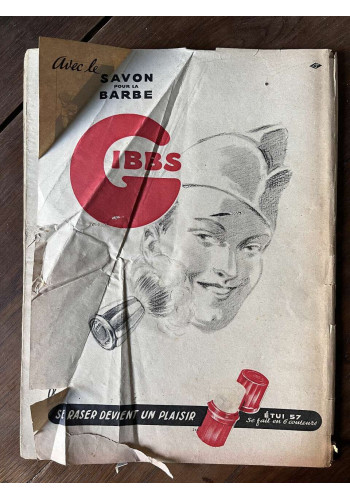 Avec le
SAVON
POUR LA
BARBE
GIBBS
SE RASER DEVIENT UN PLAISIR
ÉTUI 57
Se fait en 6 couleurs